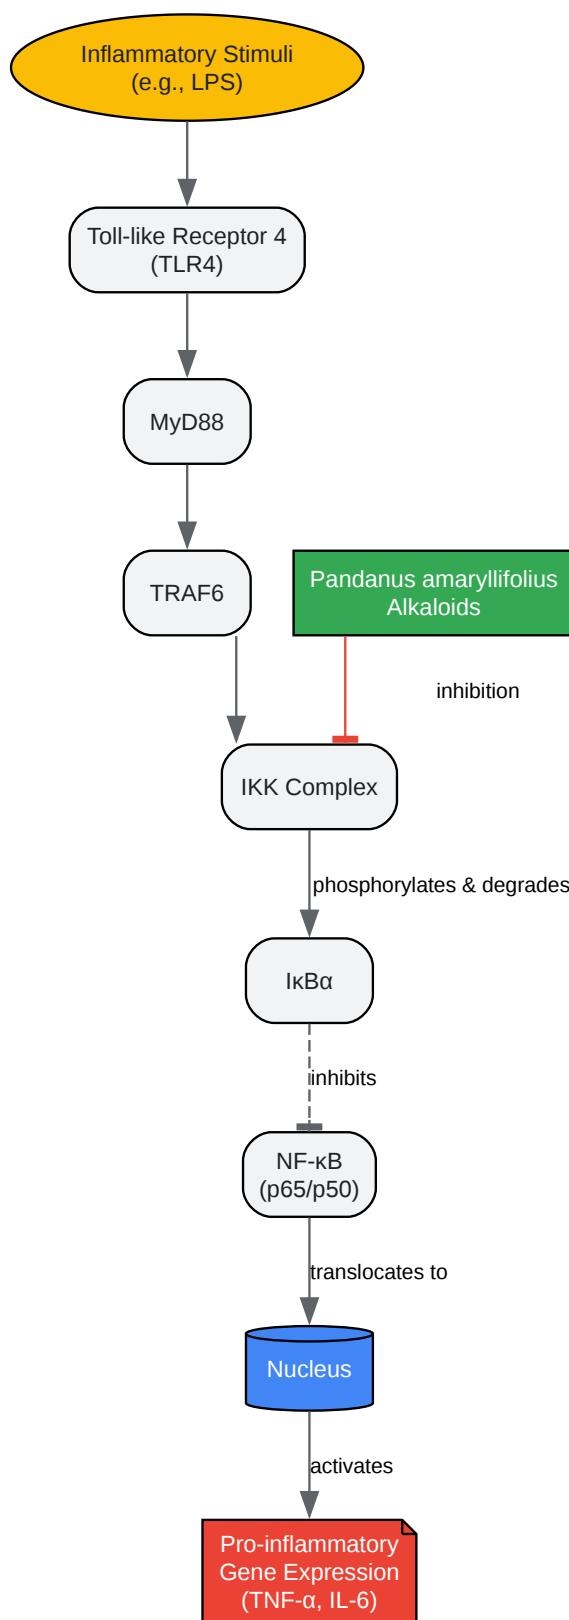 Inflammatory Stimuli
(e.g., LPS)
Toll-like Receptor 4
(TLR4)
MyD88
TRAF6
Pandanus amaryllifolius
Alkaloids
inhibition
IKK Complex
phosphorylates & degrades
IκBα
inhibits
NF-κB
(p65/p50)
translocates to
Nucleus
activates
Pro-inflammatory
Gene Expression
(TNF-α, IL-6)